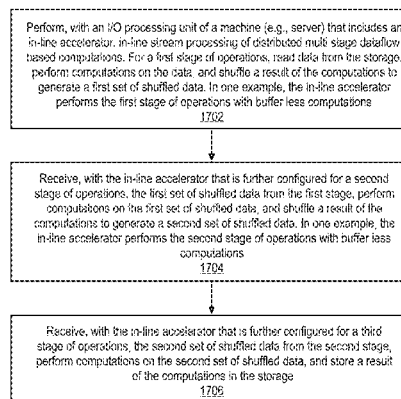 Perform, with an I/O processing unit of a machine (e.g., server) that includes an
in-line accelerator, in-line stream processing of distributed multi stage dataflow
based computations. For a first stage of operations, read data from the storage,
perform computations on the data, and shuffle a result of the computations to
generate a first set of shuffled data. In one example, the in-line accelerator
performs the first stage of operations with buffer less computations
1702
Receive, with the in-line accelerator that is further configured for a second
stage of operations, the first set of shuffled data from the first stage, perform
computations on the first set of shuffled data, and shuffle a result of the
computations to generate a second set of shuffled data. In one example, the
in-line accelerator performs the second stage of operations with buffer less
computations
1704
Receive, with the in-line accelerator that is further configured for a third
stage of operations, the second set of shuffled data from the second stage,
perform computations on the second set of shuffled data, and store a result
of the computations in the storage
1706